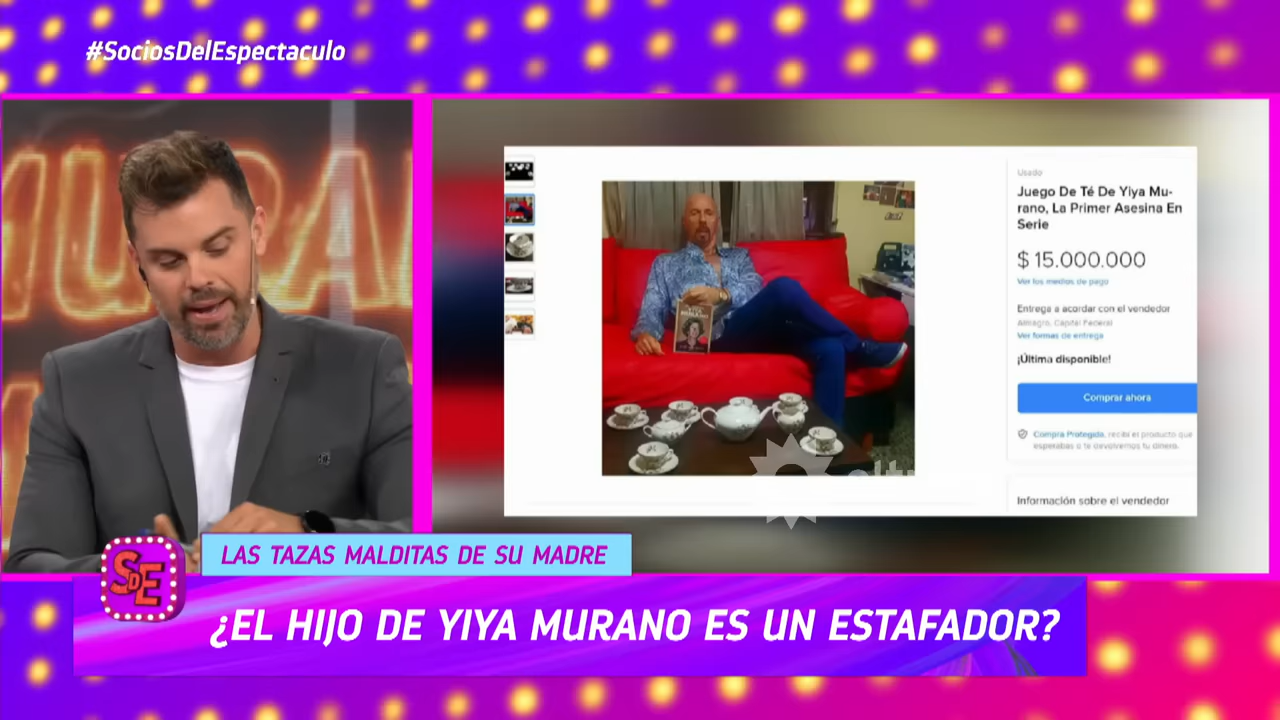 #SociosDelEspectaculo
MURA
Usado
Juego De Té De Yiya Mu-
rano, La Primer Asesina En
Serie
$ 15.000.000
Ver los medios de pago
Entrega a acordar con el vendedor
Almagro, Capital Federal
Ver formas de entrega
¡Última disponible!
Comprar ahora
Compra Protegida, recibí el producto que
esperabas o te devolvemos tu dinero.
Información sobre el vendedor
SDE
LAS TAZAS MALDITAS DE SU MADRE
¿EL HIJO DE YIYA MURANO ES UN ESTAFADOR?